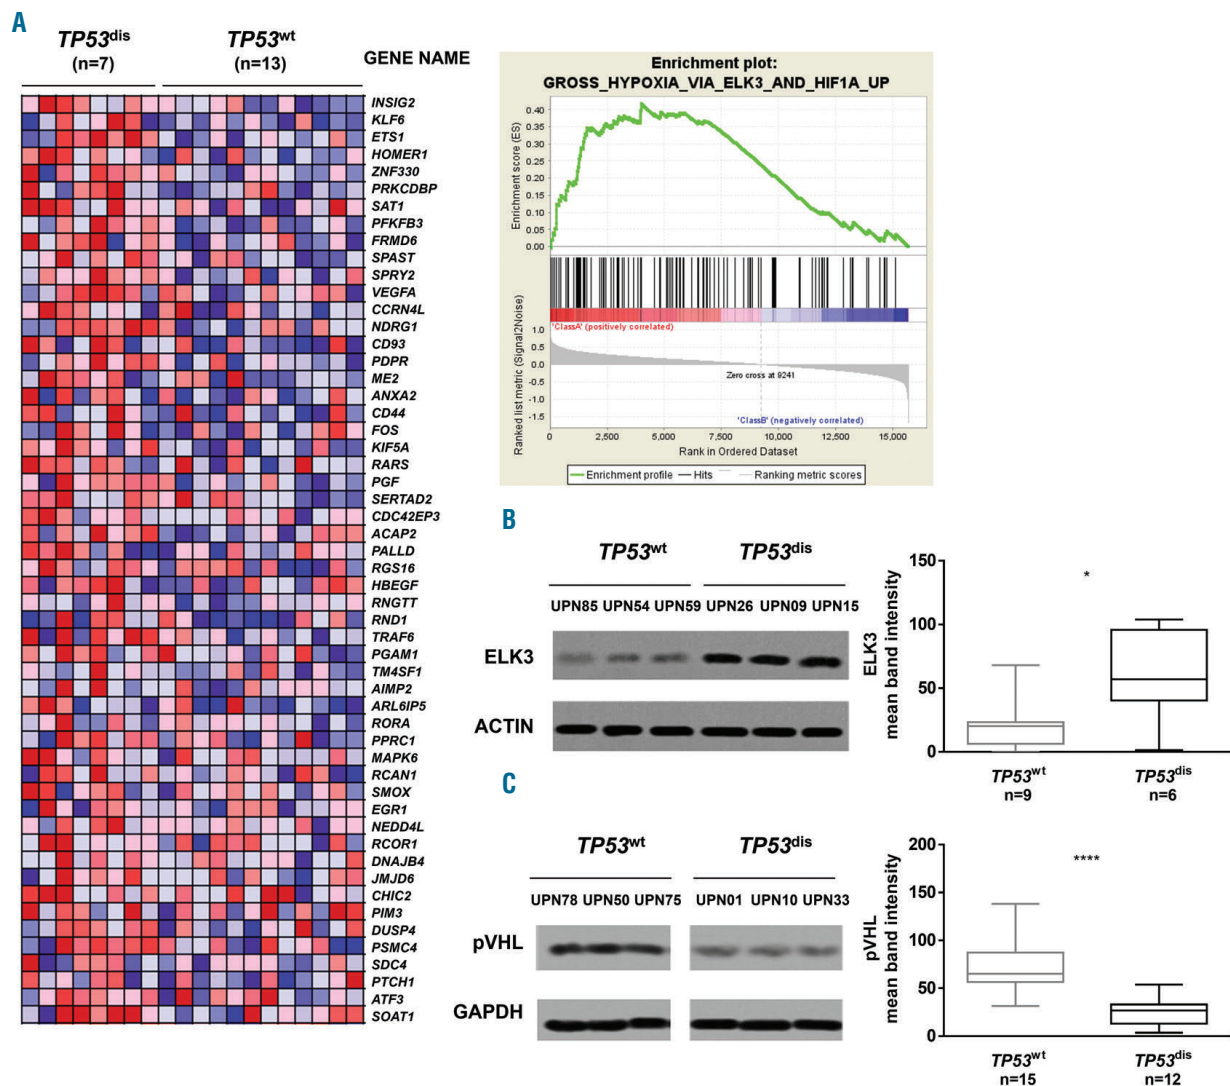 A
TP53dis
(n=7)
TP53wt
(n=13)
GENE NAME
INSIG2
KLF6
ETS1
HOMER1
ZNF330
PRKCDBP
SAT1
PFKFB3
FRMD6
SPAST
SPRY2
VEGFA
CCRN4L
NDRG1
CD93
PDPR
ME2
ANXA2
CD44
FOS
KIF5A
RARS
PGF
SERTAD2
CDC42EP3
ACAP2
PALLD
RGS16
HBEGF
RNGTT
RND1
TRAF6
PGAM1
TM4SF1
AIMP2
ARL6IP5
RORA
PPRC1
MAPK6
RCAN1
SMOX
EGR1
NEDD4L
RCOR1
DNAJB4
JMJD6
CHIC2
PIM3
DUSP4
PSMC4
SDC4
PTCH1
ATF3
SOAT1
Enrichment plot:
GROSS_HYPOXIA_VIA_ELK3_AND_HIF1A_UP
Enrichment score (ES)
0.40
0.35
0.30
0.25
0.20
0.15
0.10
0.05
0.00
'ClassA' (positively correlated)
Ranked list metric (Signal2Noise)
1.0
0.5
0.0
-0.5
-1.0
-1.5
Zero cross at 9241
'ClassB' (negatively correlated)
0 2,500 5,000 7,500 10,000 12,500 15,000
Rank in Ordered Dataset
Enrichment profile Hits Ranking metric scores
B
TP53wt TP53dis
UPN85 UPN54 UPN59 UPN26 UPN09 UPN15
ELK3
ACTIN
ELK3
mean band intensity
150
100
50
0
*
TP53wt
n=9
TP53dis
n=6
C
TP53wt TP53dis
UPN78 UPN50 UPN75 UPN01 UPN10 UPN33
pVHL
GAPDH
pVHL
mean band intensity
200
150
100
50
0
****
TP53wt
n=15
TP53dis
n=12